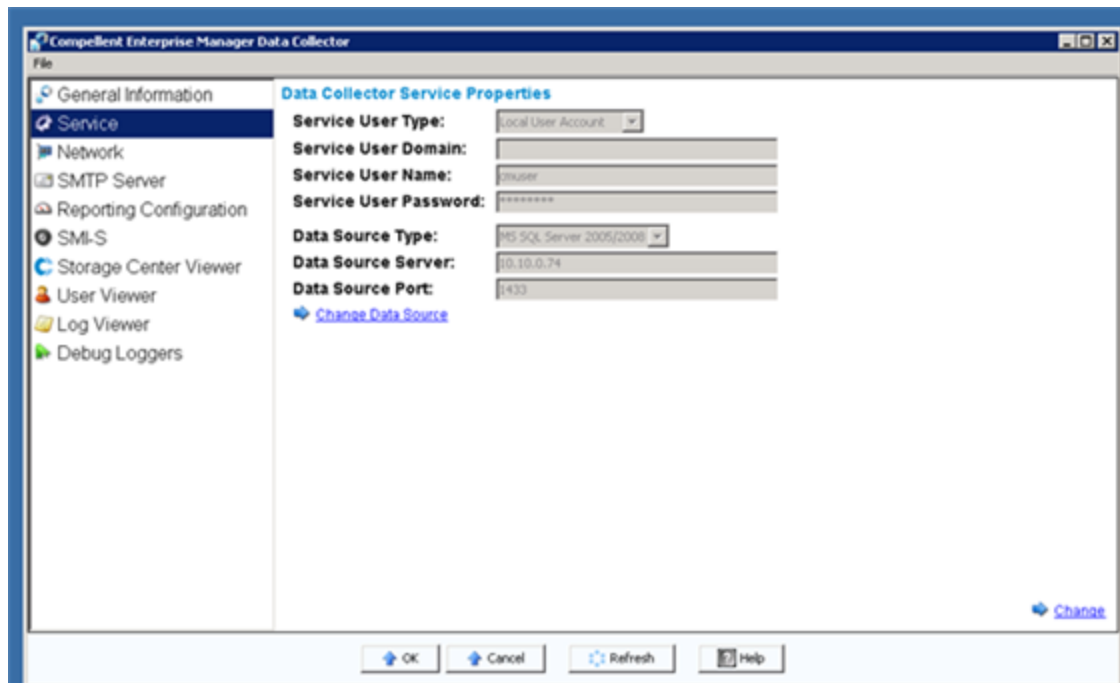 Compellent Enterprise Manager Data Collector
File
General Information
Service
Network
SMTP Server
Reporting Configuration
SMI-S
Storage Center Viewer
User Viewer
Log Viewer
Debug Loggers
Data Collector Service Properties
Service User Type: Local User Account
Service User Domain:
Service User Name: cmuser
Service User Password: ********
Data Source Type: MS SQL Server 2005/2008
Data Source Server: 10.10.0.74
Data Source Port: 1433
Change Data Source
Change
OK Cancel Refresh Help